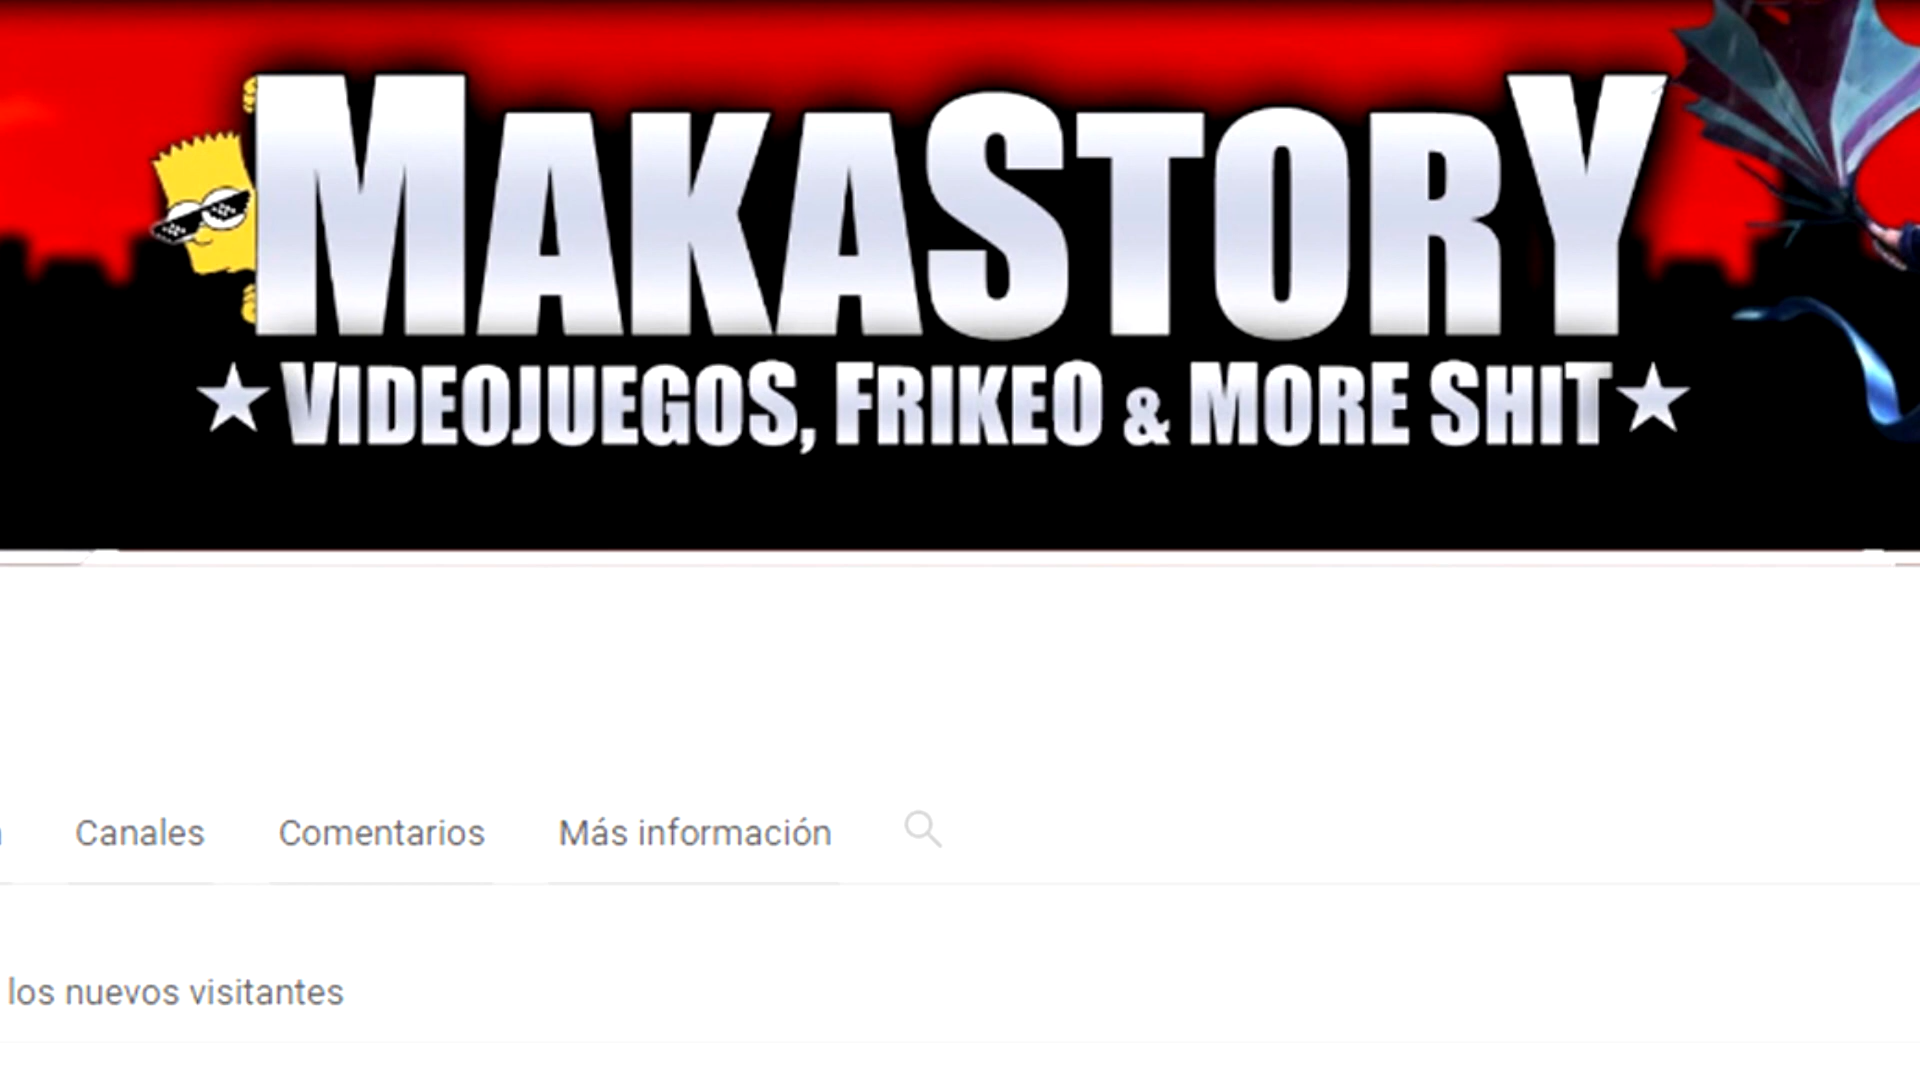 MAKASTORY
★VIDEOJUEGOS, FRIKEO & MORE SHIT★
Canales Comentarios Más información
los nuevos visitantes